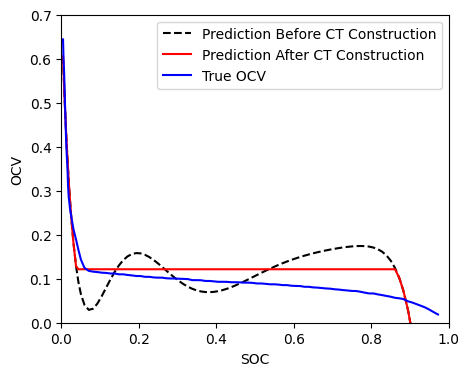 0.7
0.6
0.5
0.4
0.3
0.2
0.1
0.0
OCV
0.0 0.2 0.4 0.6 0.8 1.0
SOC
Prediction Before CT Construction
Prediction After CT Construction
True OCV